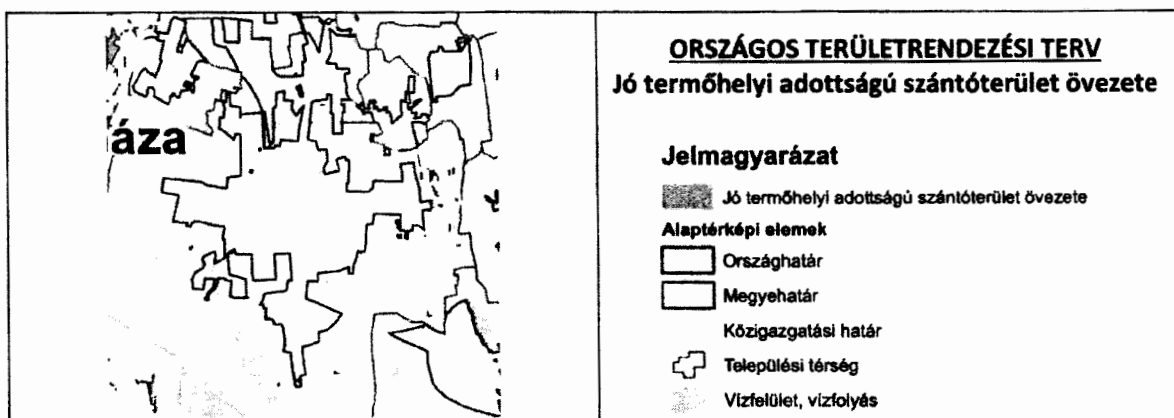 áza
ORSZÁGOS TERÜLETRENDEZÉSI TERV
Jó termőhelyi adottságú szántóterület övezete
Jelmagyarázat
Jó termőhelyi adottságú szántóterület övezete
Alaptérképi elemek
Országhatár
Megyehatár
Közigazgatási határ
Települési térség
Vízfelület, vízfolyás